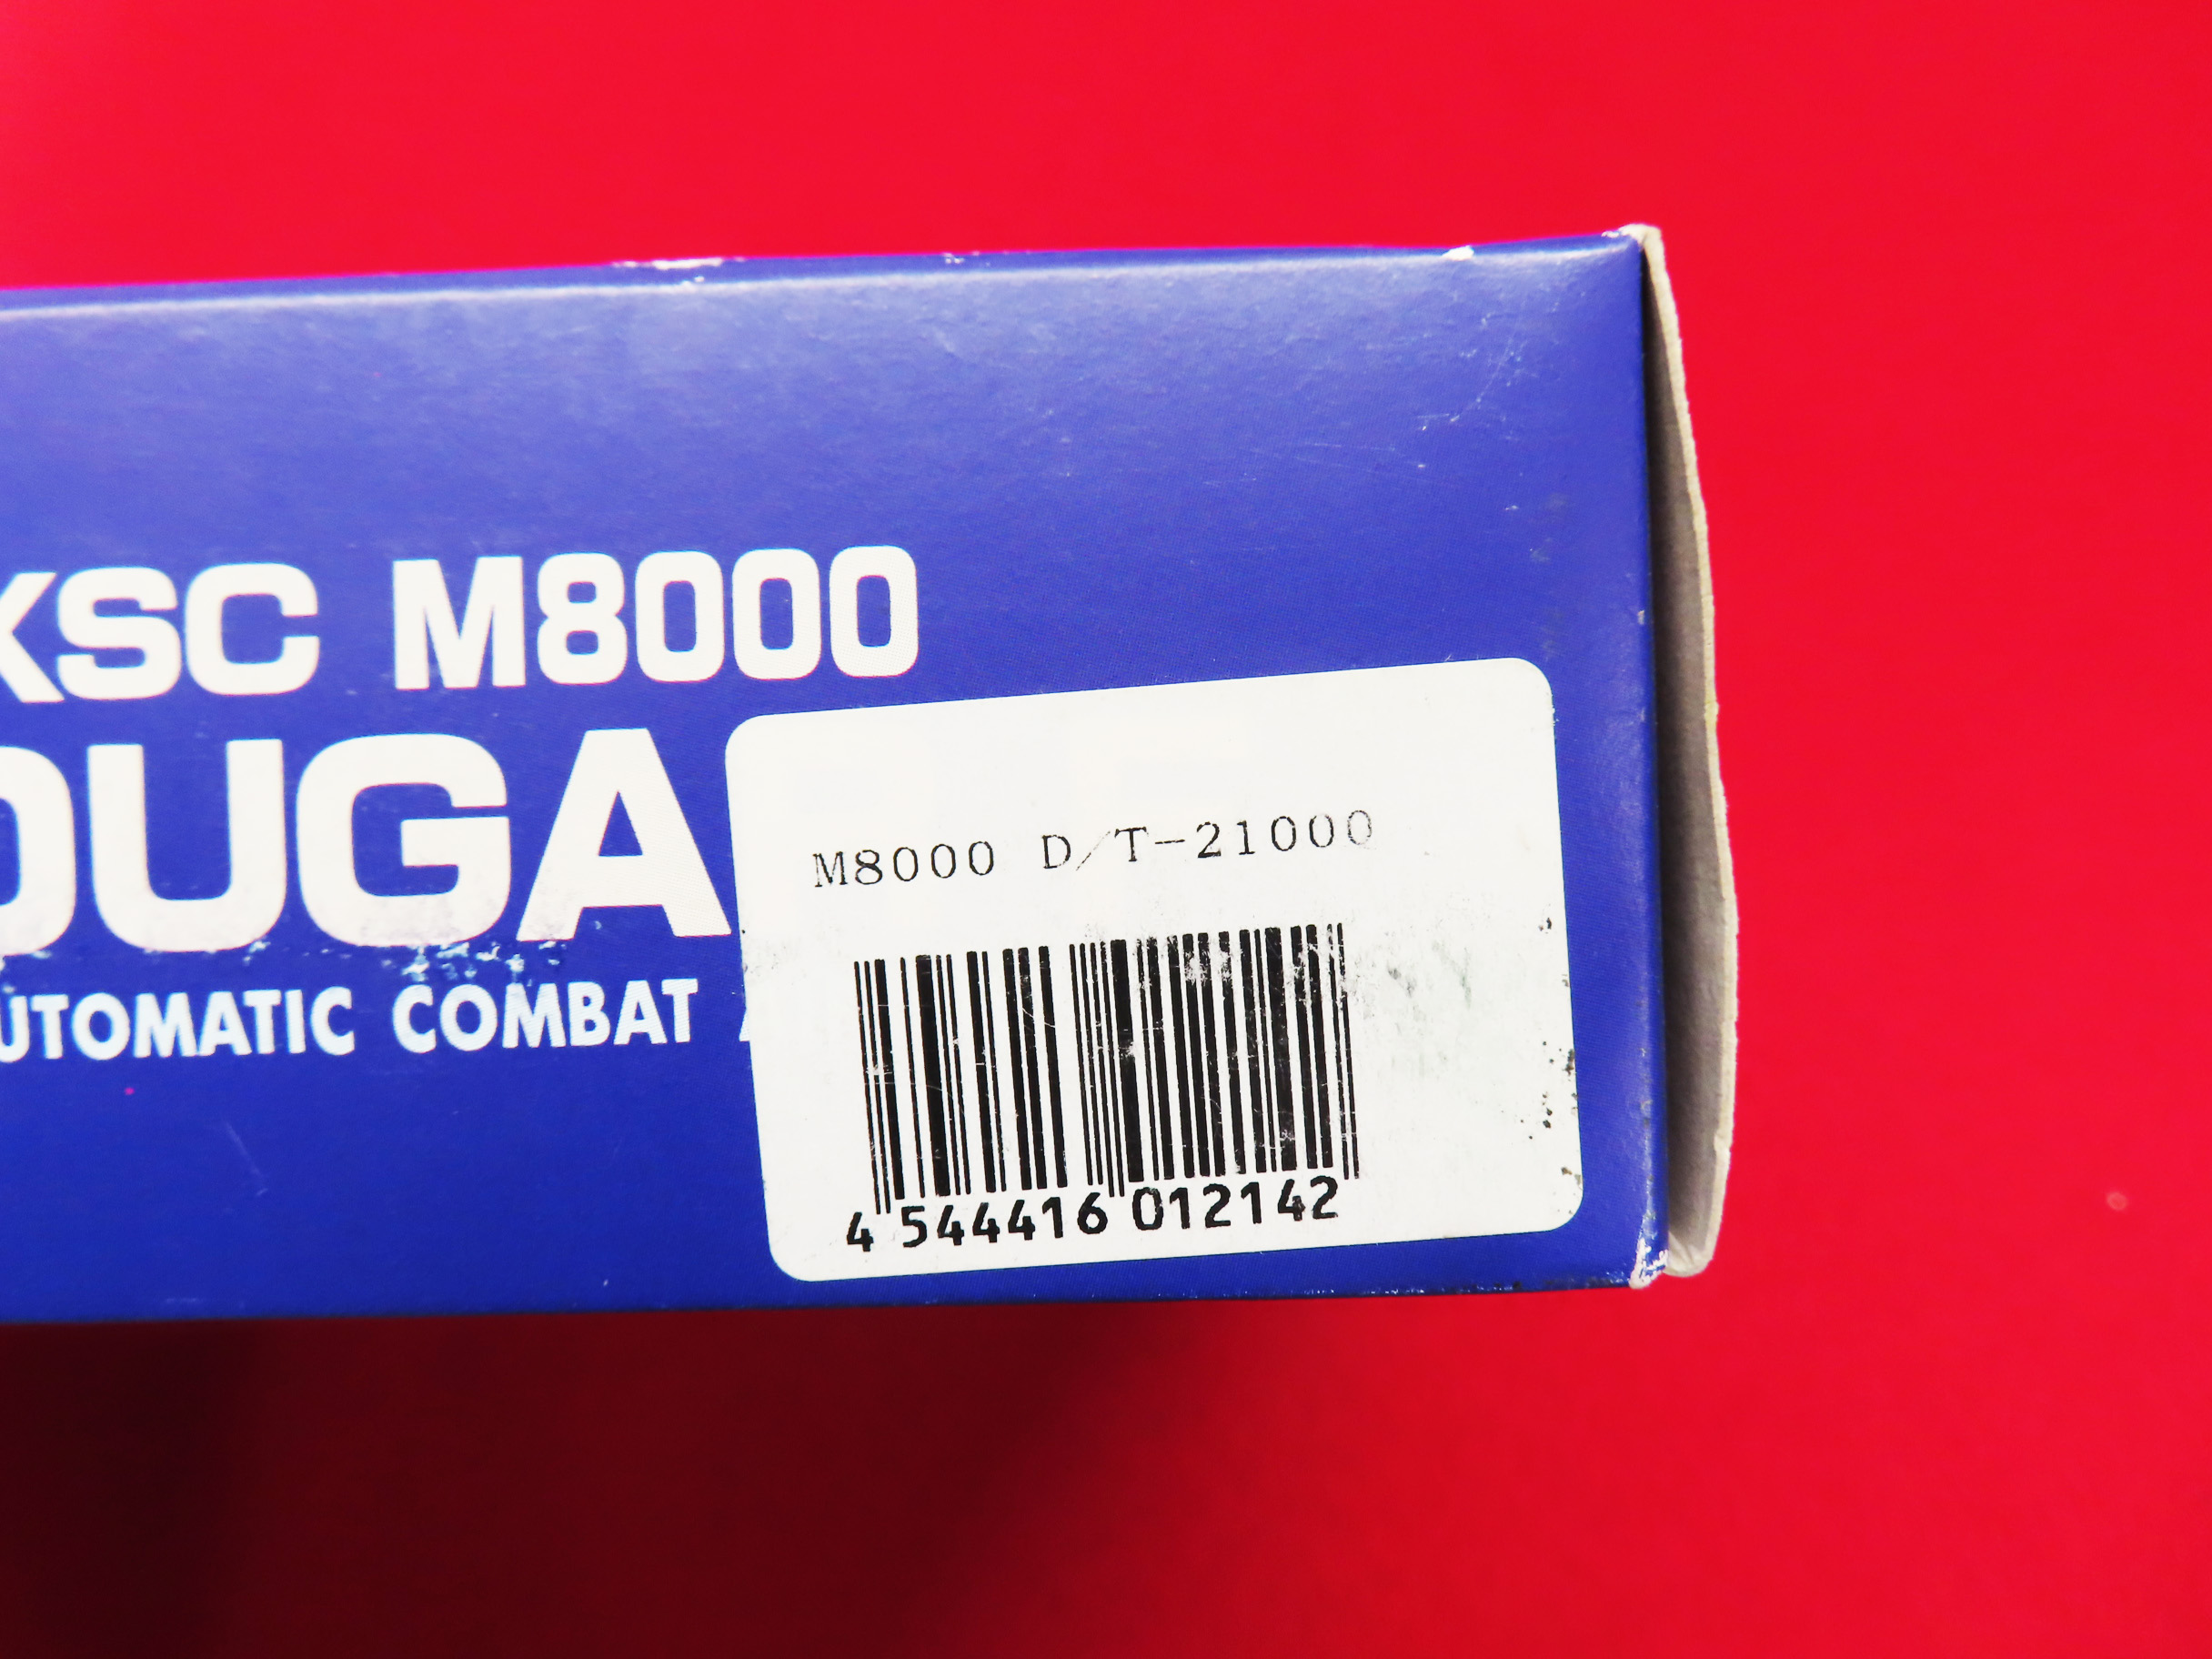 KSC M8000
OUGA
UTOMATIC COMBAT
M8000 D/T-21000
4 544416 012142